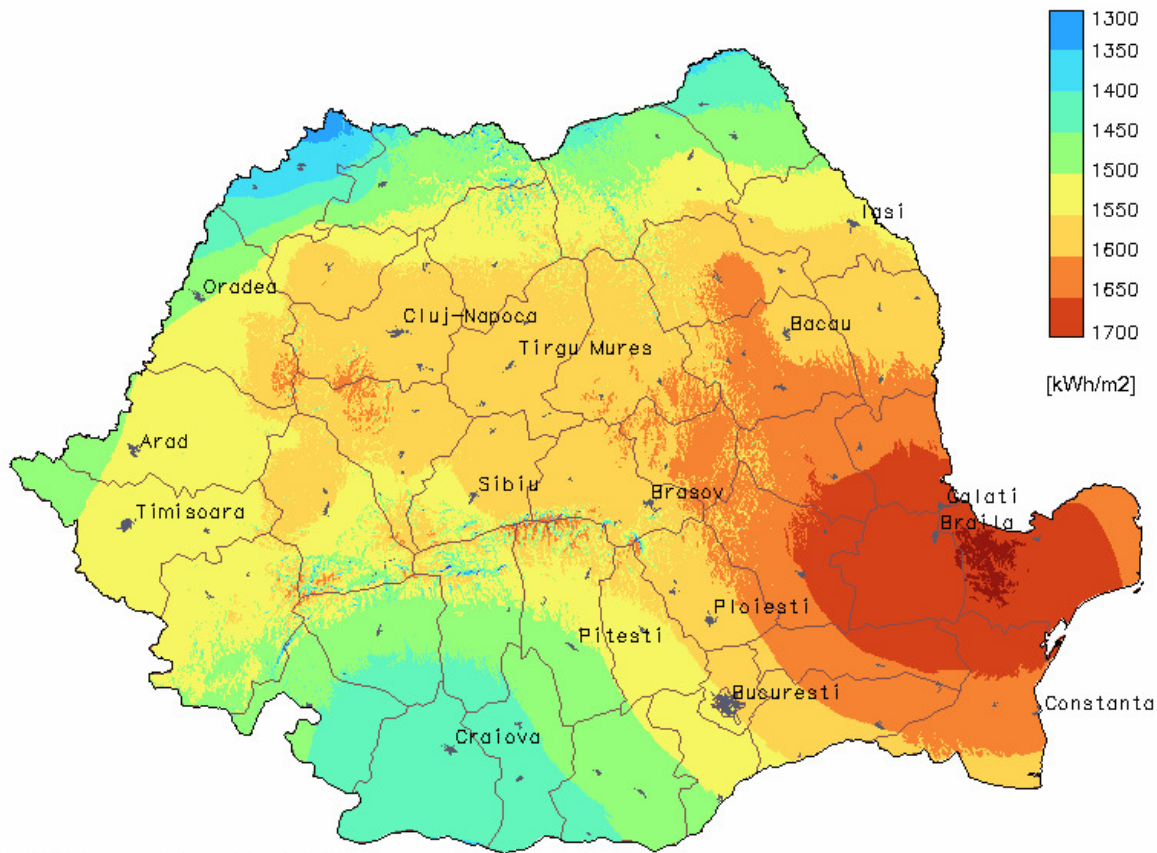 1300
1350
1400
1450
1500
1550
1600
1650
1700
[kWh/m2]
Iasi
Oradea
Cluj-Napoca
Bacau
Tirgu Mures
Arad
Sibiu
Brasov
Galati
Timisoara
Braila
Ploiesti
Pitesti
Bucuresti
Constanta
Craiova